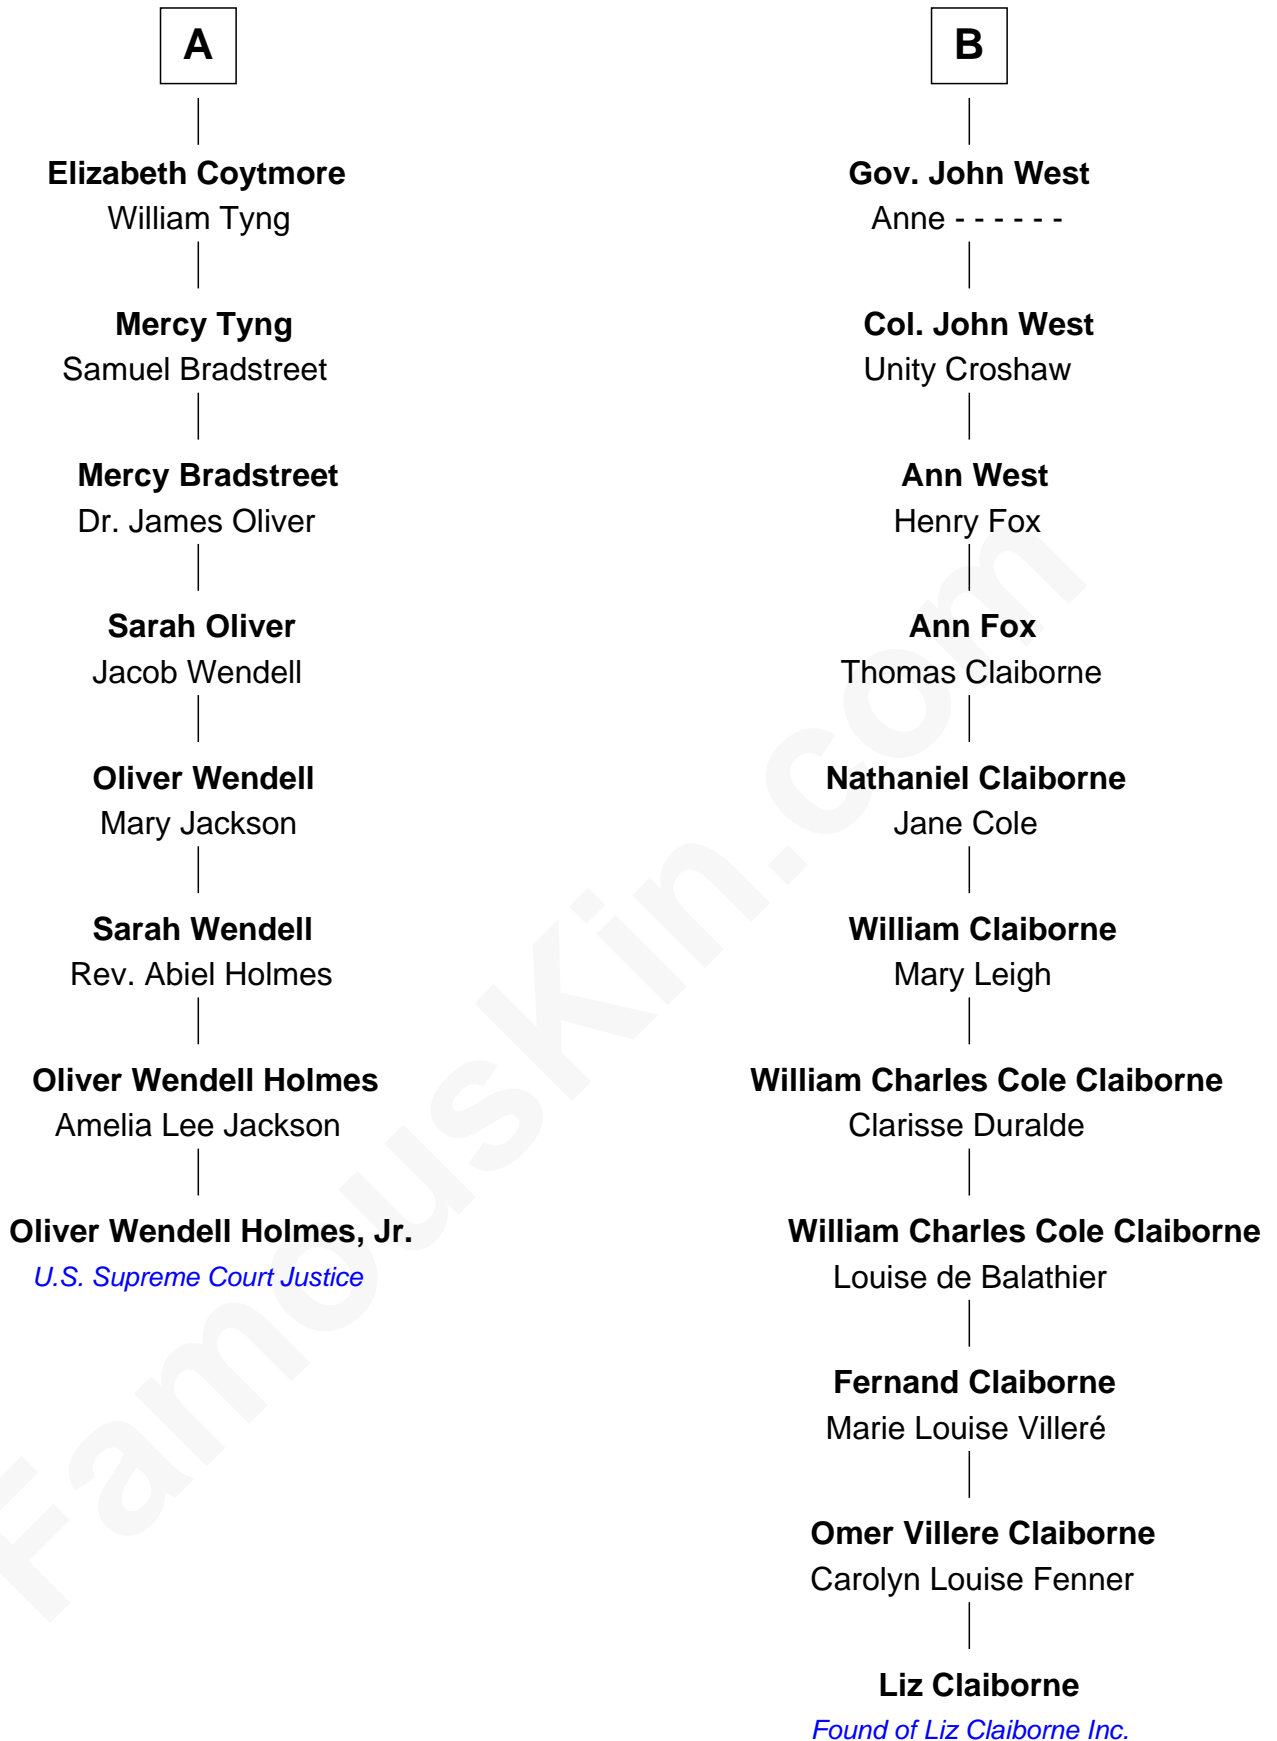 A
Elizabeth Coytmore
William Tyng
Mercy Tyng
Samuel Bradstreet
Mercy Bradstreet
Dr. James Oliver
Sarah Oliver
Jacob Wendell
Oliver Wendell
Mary Jackson
Sarah Wendell
Rev. Abiel Holmes
Oliver Wendell Holmes
Amelia Lee Jackson
Oliver Wendell Holmes, Jr.
U.S. Supreme Court Justice
B
Gov. John West
Anne - - - - - -
Col. John West
Unity Croshaw
Ann West
Henry Fox
Ann Fox
Thomas Claiborne
Nathaniel Claiborne
Jane Cole
William Claiborne
Mary Leigh
William Charles Cole Claiborne
Clarisse Duralde
William Charles Cole Claiborne
Louise de Balathier
Fernand Claiborne
Marie Louise Villeré
Omer Villere Claiborne
Carolyn Louise Fenner
Liz Claiborne
Found of Liz Claiborne Inc.
FamousKin.com